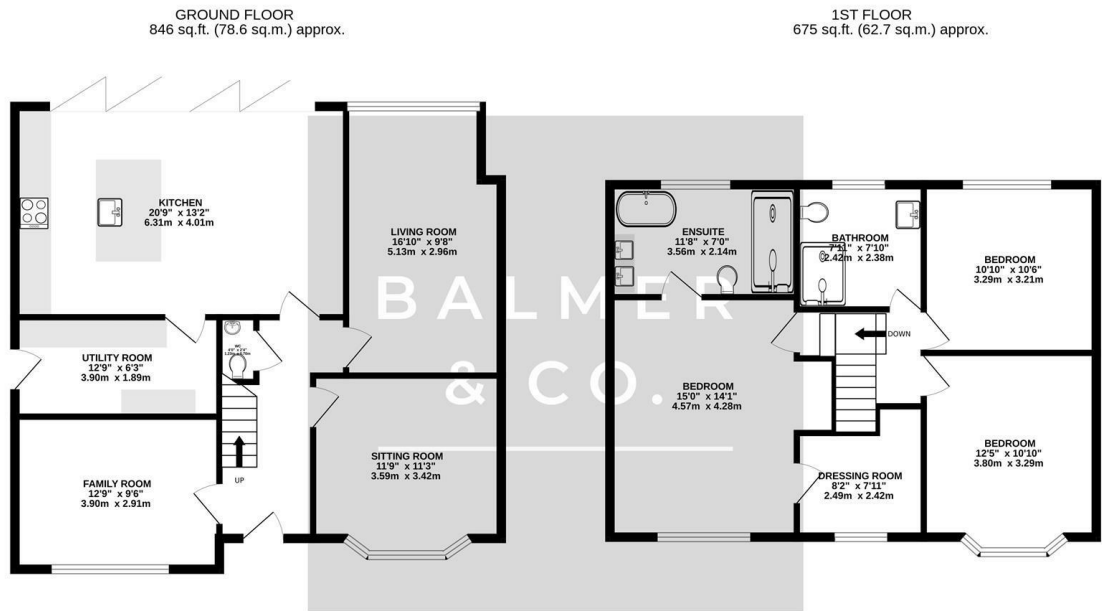 GROUND FLOOR
846 sq.ft. (78.6 sq.m.) approx.
1ST FLOOR
675 sq.ft. (62.7 sq.m.) approx.
KITCHEN
20'9" x 13'2"
6.31m x 4.01m
LIVING ROOM
16'10" x 9'8"
5.13m x 2.96m
UTILITY ROOM
12'9" x 6'3"
3.90m x 1.89m
WC
FAMILY ROOM
12'9" x 9'6"
3.90m x 2.91m
UP
SITTING ROOM
11'9" x 11'3"
3.59m x 3.42m
ENSUITE
11'8" x 7'0"
3.56m x 2.14m
BATHROOM
7'11" x 7'10"
2.42m x 2.38m
BEDROOM
10'10" x 10'6"
3.29m x 3.21m
DOWN
BEDROOM
15'0" x 14'1"
4.57m x 4.28m
DRESSING ROOM
8'2" x 7'11"
2.49m x 2.42m
BEDROOM
12'5" x 10'10"
3.80m x 3.29m
BALMER
& CO.